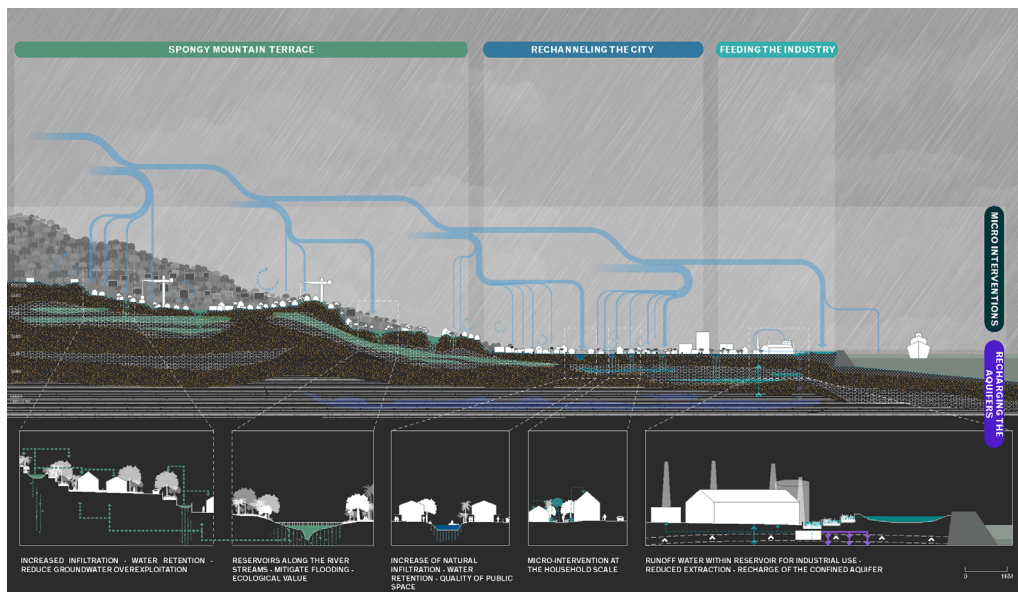 SPONGY MOUNTAIN TERRACE
RECHANNELING THE CITY
FEEDING THE INDUSTRY
MICRO INTERVENTIONS
RECHARGING THE
AQUIFERS
INCREASED INFILTRATION - WATER RETENTION -
REDUCE GROUNDWATER OVEREXPLOITATION
RESERVOIRS ALONG THE RIVER
STREAMS - MITIGATE FLOODING -
ECOLOGICAL VALUE
INCREASE OF NATURAL
INFILTRATION - WATER
RETENTION - QUALITY OF PUBLIC
SPACE
MICRO-INTERVENTION AT
THE HOUSEHOLD SCALE
RUNOFF WATER WITHIN RESERVOIR FOR INDUSTRIAL USE -
REDUCED EXTRACTION - RECHARGE OF THE CONFINED AQUIFER
0 1KM